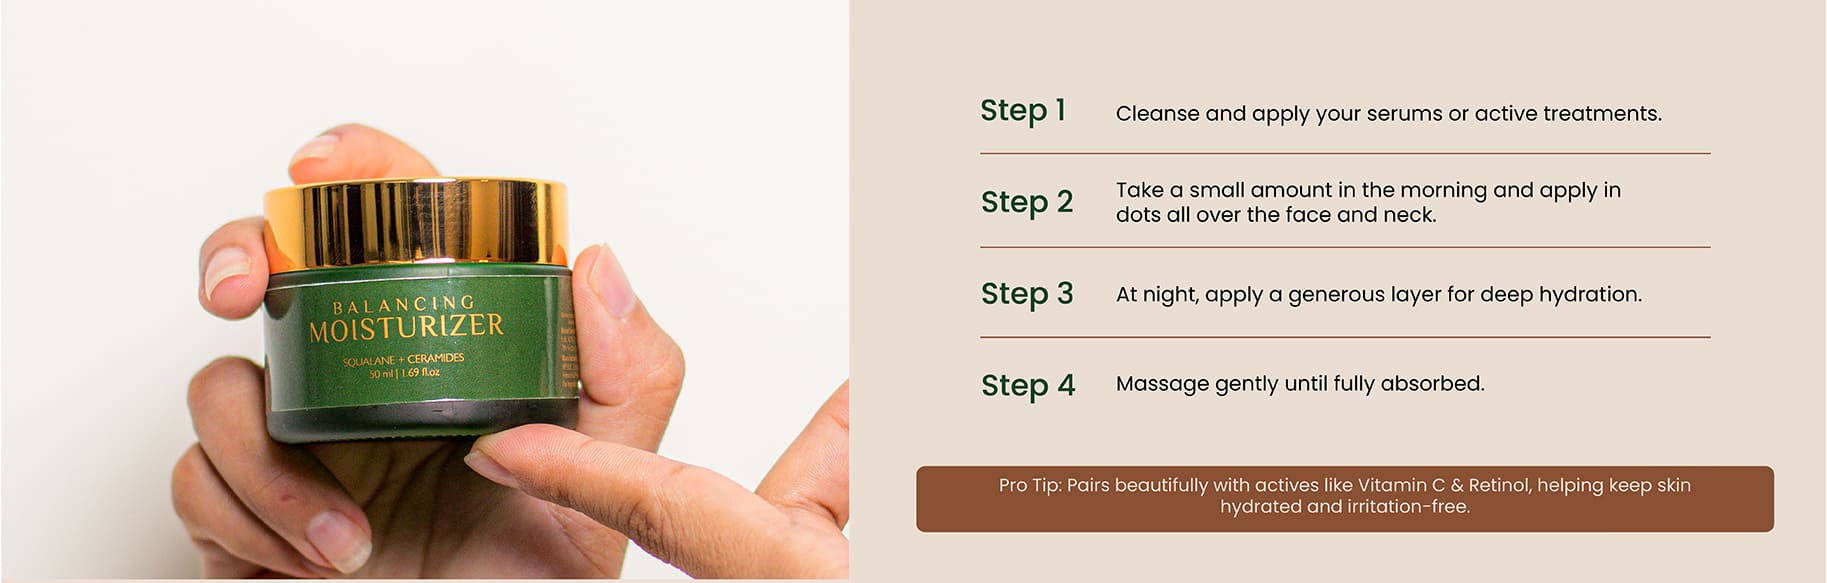 BALANCING
MOISTURIZER
SQUALANE + CERAMIDES
50 ml | 1.69 fl.oz
Step 1
Cleanse and apply your serums or active treatments.
Step 2
Take a small amount in the morning and apply in
dots all over the face and neck.
Step 3
At night, apply a generous layer for deep hydration.
Step 4
Massage gently until fully absorbed.
Pro Tip: Pairs beautifully with actives like Vitamin C & Retinol, helping keep skin
hydrated and irritation-free.